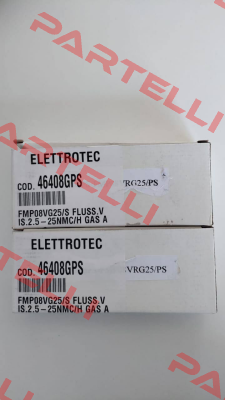 PARTELLI
ELETTROTEC
COD. 46408GPS
RG25/PS
FMP08VG25/S FLUSS.V
IS.2.5-25NMC/H GAS A
ELETTROTEC
COD. 46408GPS
VRG25/PS
FMP08VG25/S FLUSS.V
IS.2.5-25NMC/H GAS A